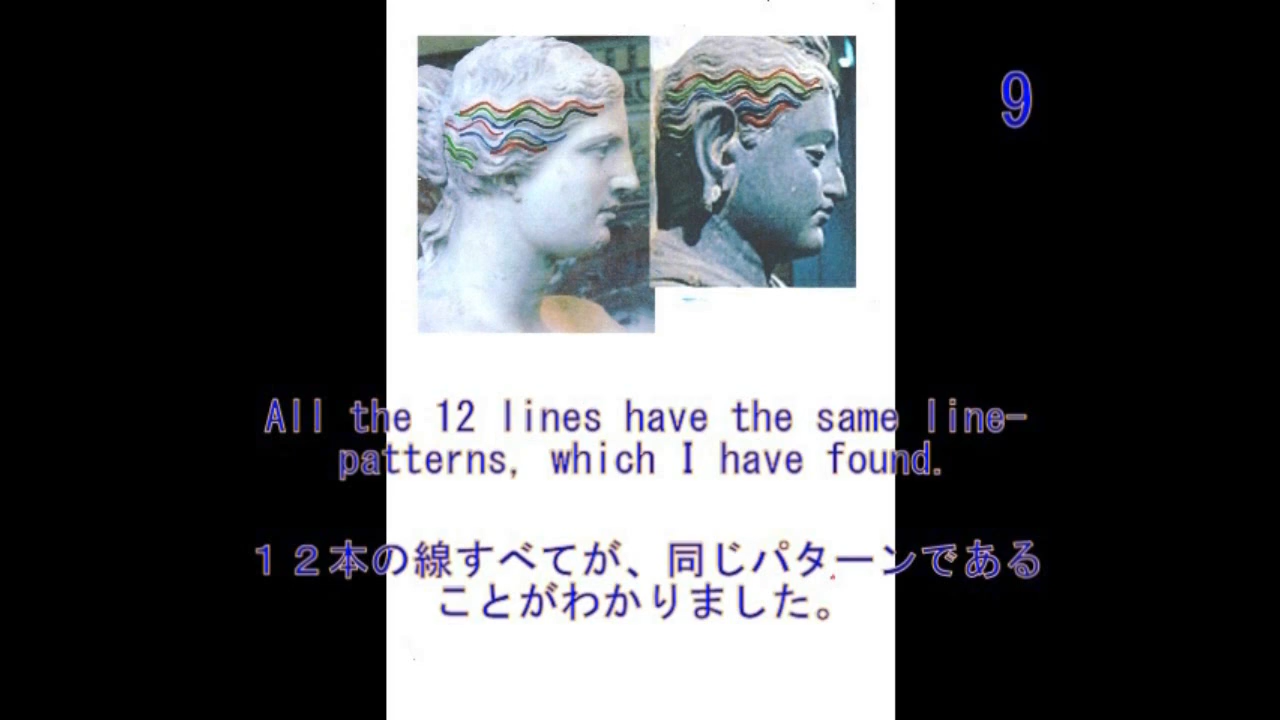 9
All the 12 lines have the same line-
patterns, which I have found.
１２本の線すべてが、同じパターンである
ことがわかりました。